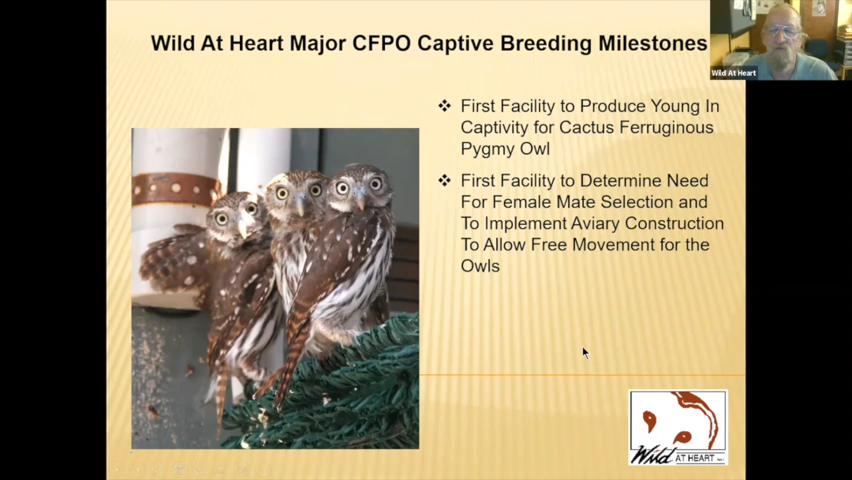 Wild At Heart Major CFPO Captive Breeding Milestones
Wild At Heart
First Facility to Produce Young In
Captivity for Cactus Ferruginous
Pygmy Owl
First Facility to Determine Need
For Female Mate Selection and
To Implement Aviary Construction
To Allow Free Movement for the
Owls
Wild AT HEART